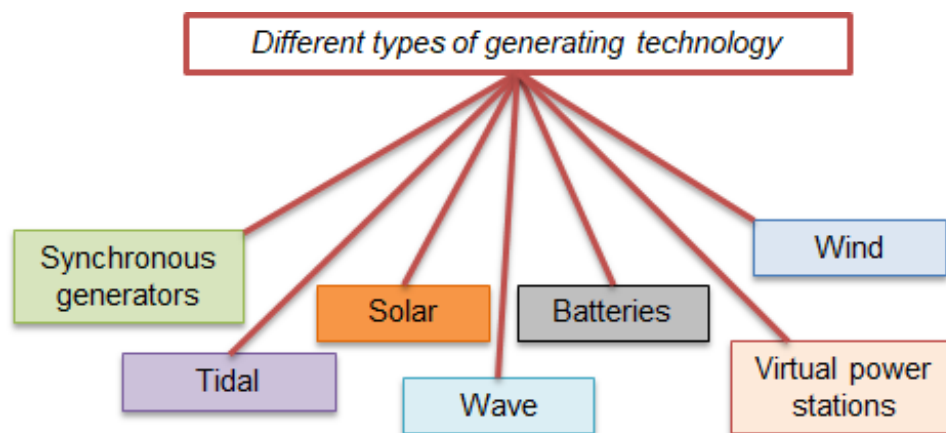 Different types of generating technology
Synchronous
generators
Wind
Solar
Batteries
Tidal
Wave
Virtual power
stations